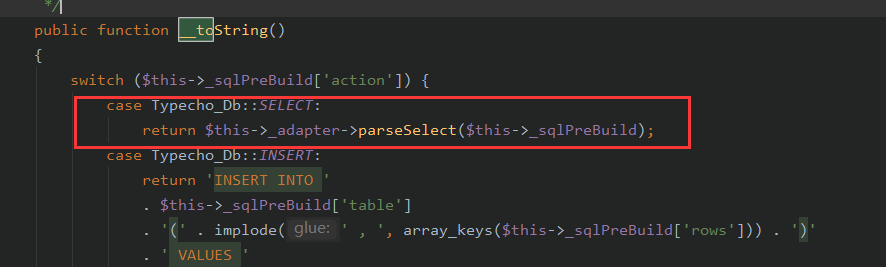 */
public function __toString()
{
switch ($this->_sqlPreBuild['action']) {
case Typecho_Db::SELECT:
return $this->_adapter->parseSelect($this->_sqlPreBuild);
case Typecho_Db::INSERT:
return 'INSERT INTO '
. $this->_sqlPreBuild['table']
. '(' . implode( glue: ' , ', array_keys($this->_sqlPreBuild['rows'])) . ')'
. ' VALUES '